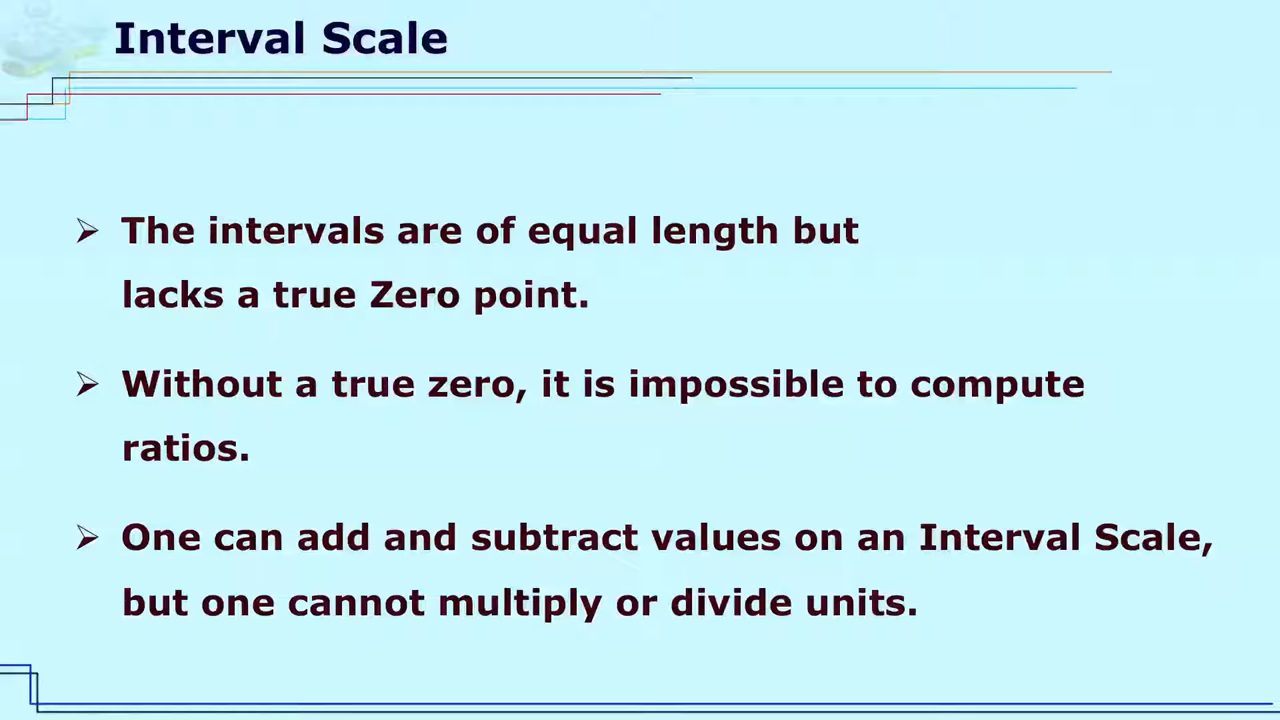 Interval Scale
➢ The intervals are of equal length but
lacks a true Zero point.
➢ Without a true zero, it is impossible to compute
ratios.
➢ One can add and subtract values on an Interval Scale,
but one cannot multiply or divide units.